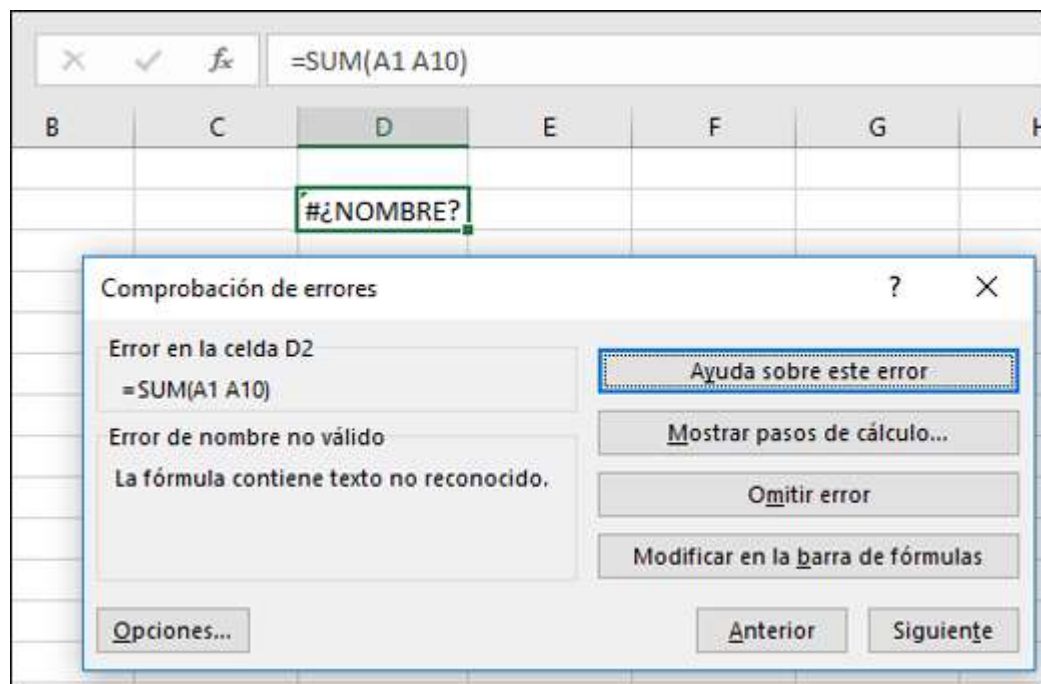 fx =SUM(A1 A10)
B C D E F G H
#¿NOMBRE?
Comprobación de errores ?
Error en la celda D2
=SUM(A1 A10)
Error de nombre no válido
La fórmula contiene texto no reconocido.
Ayuda sobre este error
Mostrar pasos de cálculo...
Omitir error
Modificar en la barra de fórmulas
Opciones... Anterior Siguiente